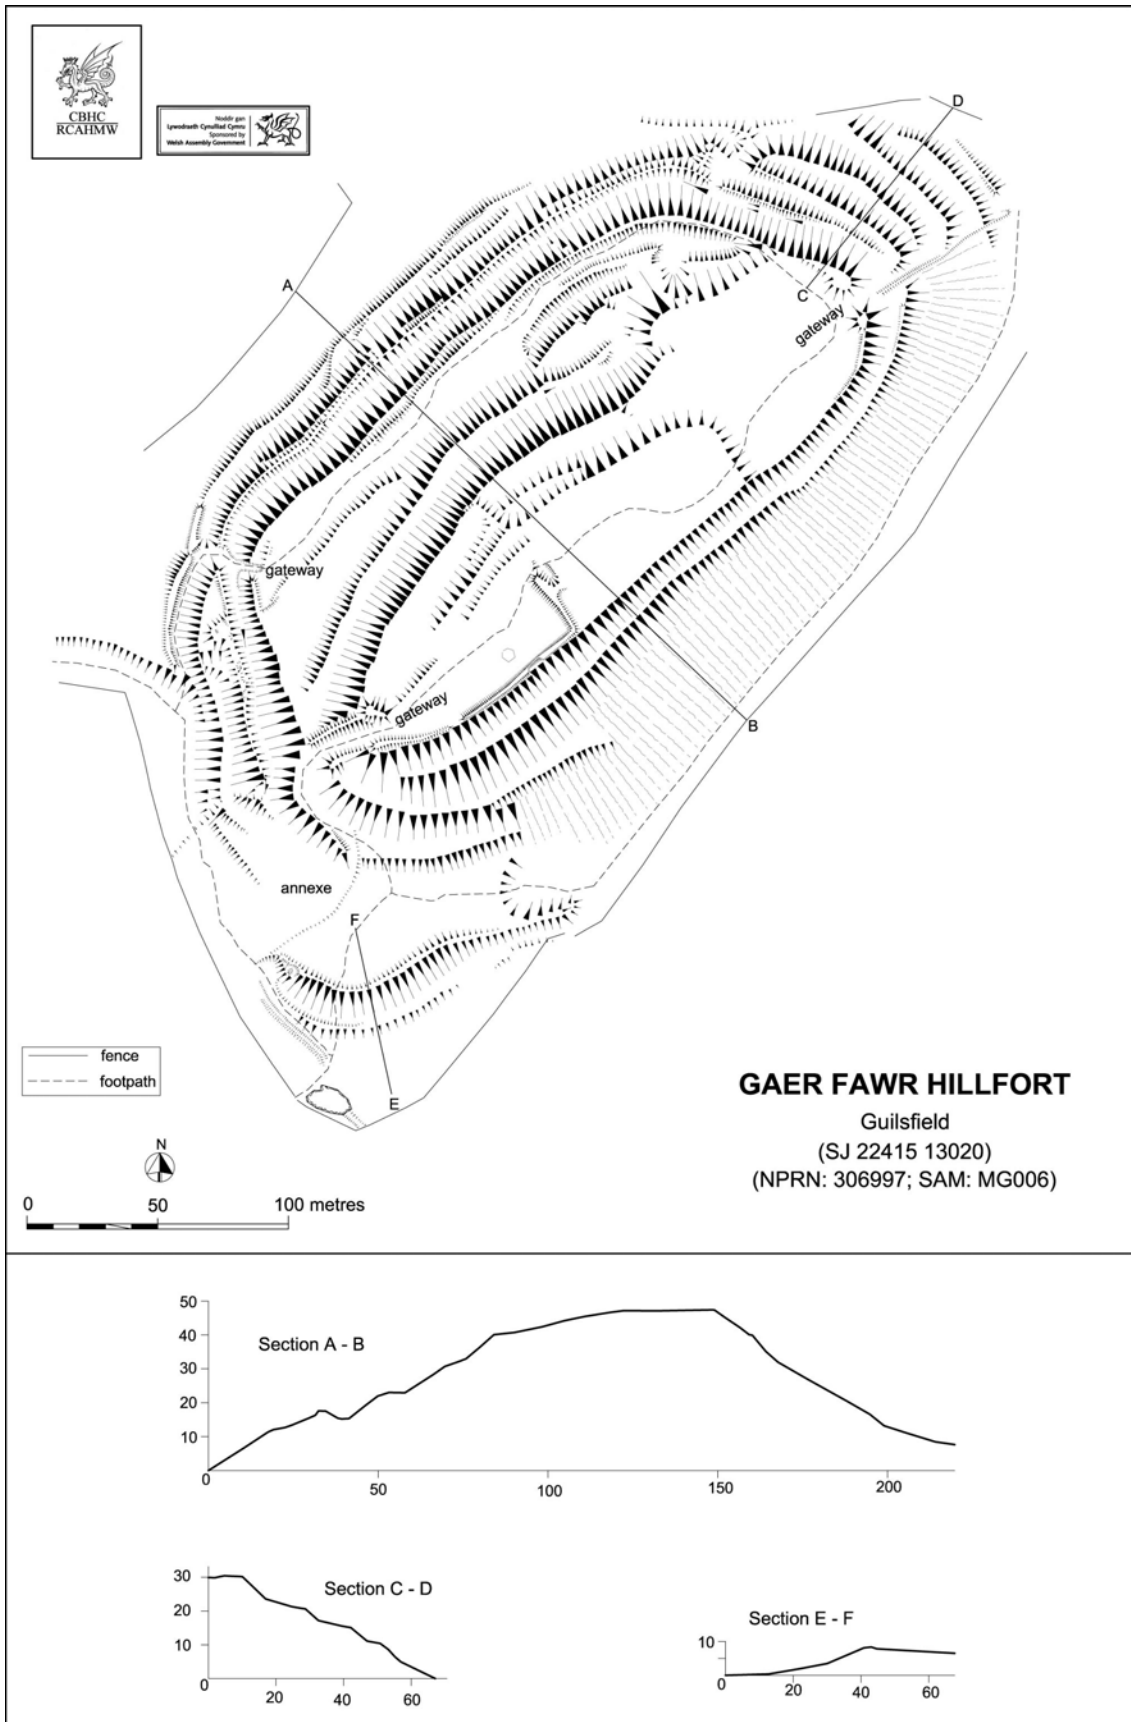 CBHC
RCAHMW
Noddir gan
Lywodraeth Cynulliad Cymru
Sponsored by
Welsh Assembly Government
D
A
C
gateway
gateway
gateway
B
annexe
F
E
fence
footpath
N
0 50 100 metres
GAER FAWR HILLFORT
Guilsfield
(SJ 22415 13020)
(NPRN: 306997; SAM: MG006)
Section A - B
50
40
30
20
10
0 50 100 150 200
Section C - D
30
20
10
0 20 40 60
Section E - F
10
0 20 40 60